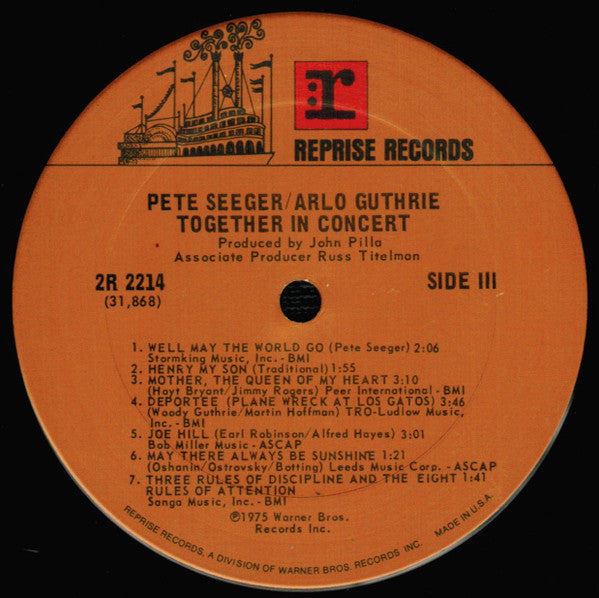 :r
REPRISE RECORDS
PETE SEEGER/ARLO GUTHRIE
TOGETHER IN CONCERT
Produced by John Pilla
Associate Producer Russ Titelman
2R 2214
SIDE III
(31,868)
1. WELL MAY THE WORLD GO (Pete Seeger) 2:06
Stormking Music, Inc. - BMI
2. HENRY MY SON (Traditional) 1:55
3. MOTHER, THE QUEEN OF MY HEART 3:10
(Hoyt Bryant/Jimmy Rogers) Peer International - BMI
4. DEPORTEE (PLANE WRECK AT LOS GATOS) 3:46
(Woody Guthrie/Martin Hoffman) TRO-Ludlow Music,
Inc. - BMI
5. JOE HILL (Earl Robinson/Alfred Hayes) 3:01
Bob Miller Music - ASCAP
6. MAY THERE ALWAYS BE SUNSHINE 1:21
(Oshanin/Ostrovsky/Botting) Leeds Music Corp. - ASCAP
7. THREE RULES OF DISCIPLINE AND THE EIGHT 1:41
RULES OF ATTENTION
Sanga Music, Inc. - BMI
℗1975 Warner Bros.
Records Inc.
REPRISE RECORDS, A DIVISION OF WARNER BROS. RECORDS INC. MADE IN U.S.A.